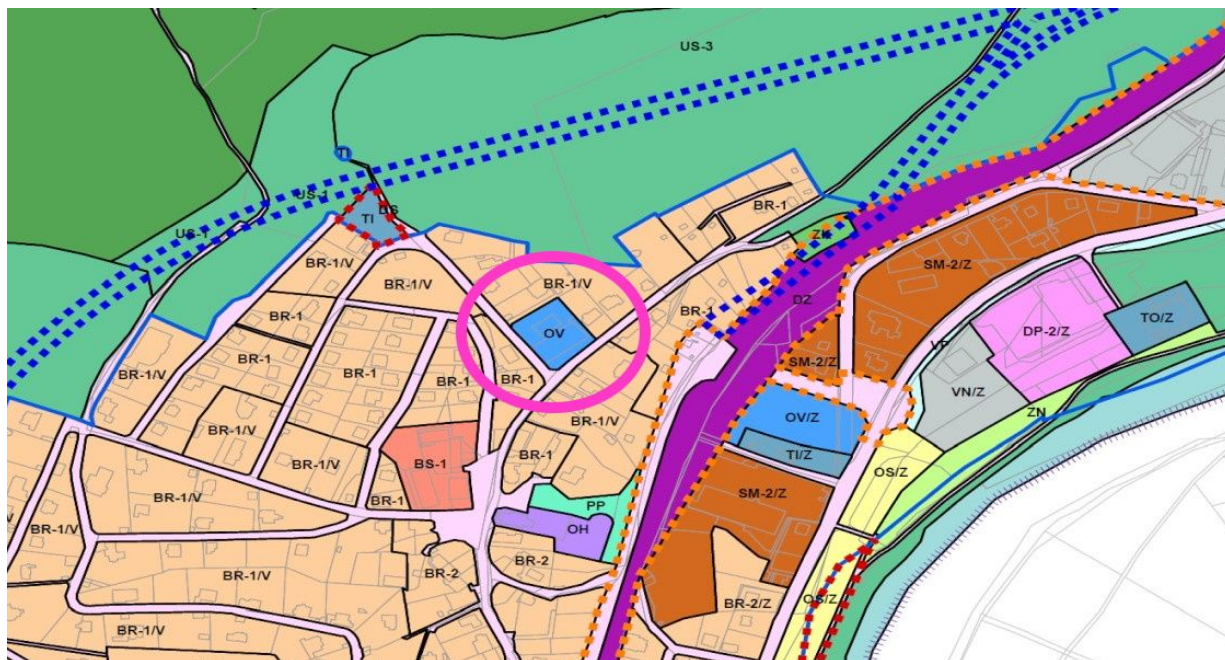 US-3
TI
US-1
DS
TI
US-1
BR-1
ZK
BR-1/V
BR-1/V
BR-1/V
SM-2/Z
BR-1
DZ
BR-1
OV
DP-2/Z
TO/Z
VP
BR-1
SM-2/Z
BR-1/V
BR-1
BR-1
BR-1
VN/Z
BR-1/V
ZN
OV/Z
BR-1/V
BR-1/V
TI/Z
BR-1/V
BS-1
BR-1
OS/Z
BR-1
SM-2/Z
PP
BR-1/V
OH
BR-2
BR-2
BR-1/V
BR-2/Z
OS/Z
BR-1/V